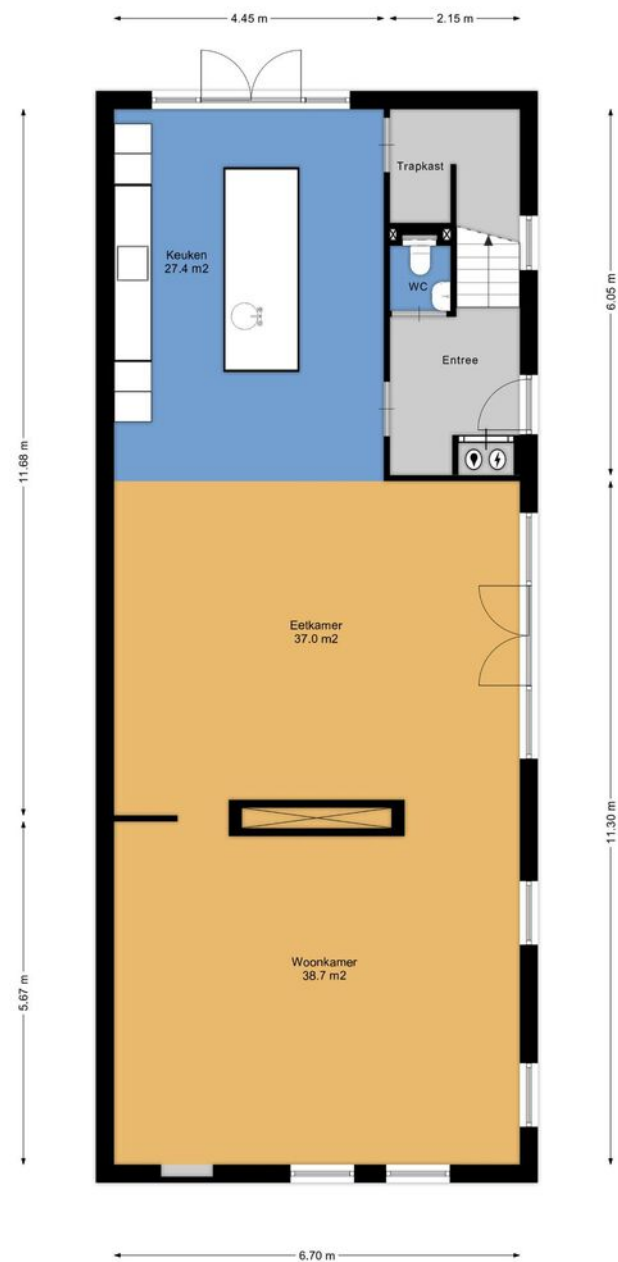 4.45 m
2.15 m
Trapkast
Keuken
27.4 m2
WC
6.05 m
Entree
11.68 m
Eetkamer
37.0 m2
11.30 m
Woonkamer
38.7 m2
5.67 m
6.70 m